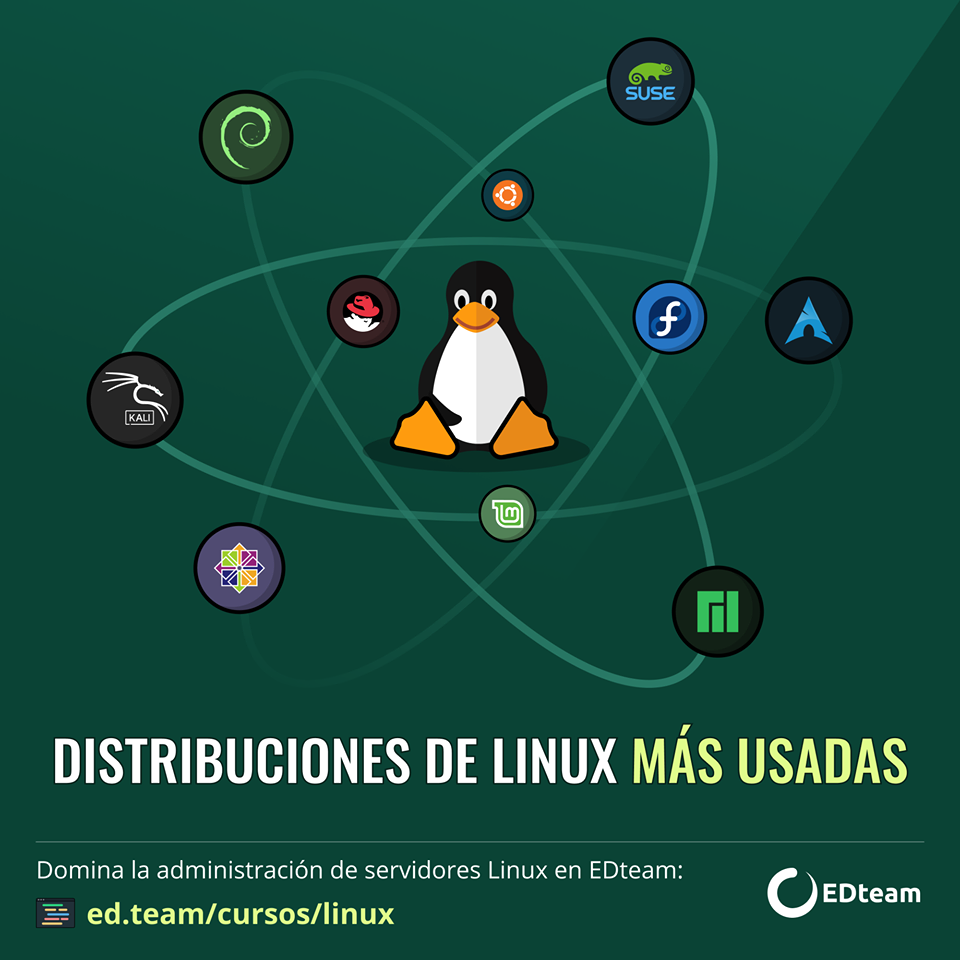 SUSE
KALI
lm
DISTRIBUCIONES DE LINUX MÁS USADAS
Domina la administración de servidores Linux en EDteam:
ed.team/cursos/linux
EDteam